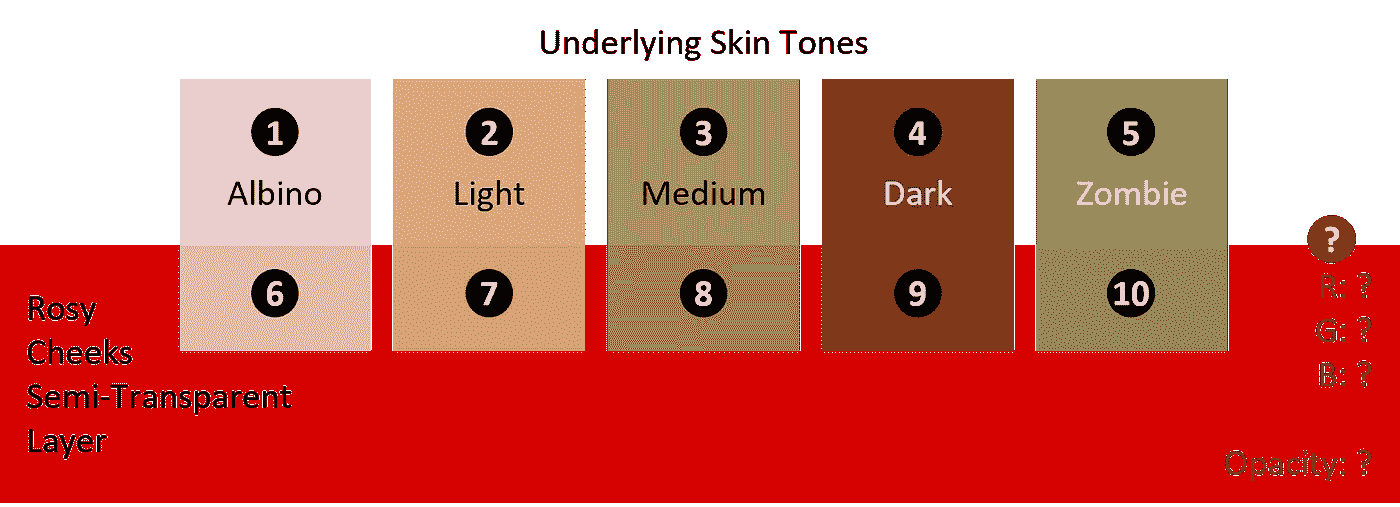 Underlying Skin Tones
1 2 3 4 5
Albino Light Medium Dark Zombie
?
6 7 8 9 10
R: ?
Rosy
G: ?
Cheeks
B: ?
Semi-Transparent
Layer
Opacity: ?